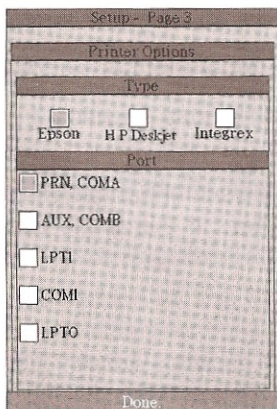 Setup - Page 3
Printer Options
Type
Epson H P Deskjet Integrex
Port
PRN, COMA
AUX, COMB
LPT1
COM1
LPT0
Done.